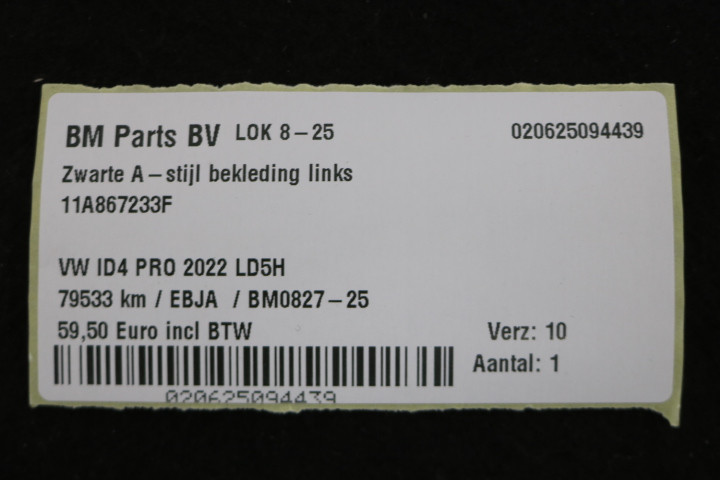 BM Parts BV LOK 8-25 020625094439
Zwarte A-stijl bekleding links
11A867233F
VW ID4 PRO 2022 LD5H
79533 km / EBJA / BM0827-25
59,50 Euro incl BTW Verz: 10
Aantal: 1
020625094439